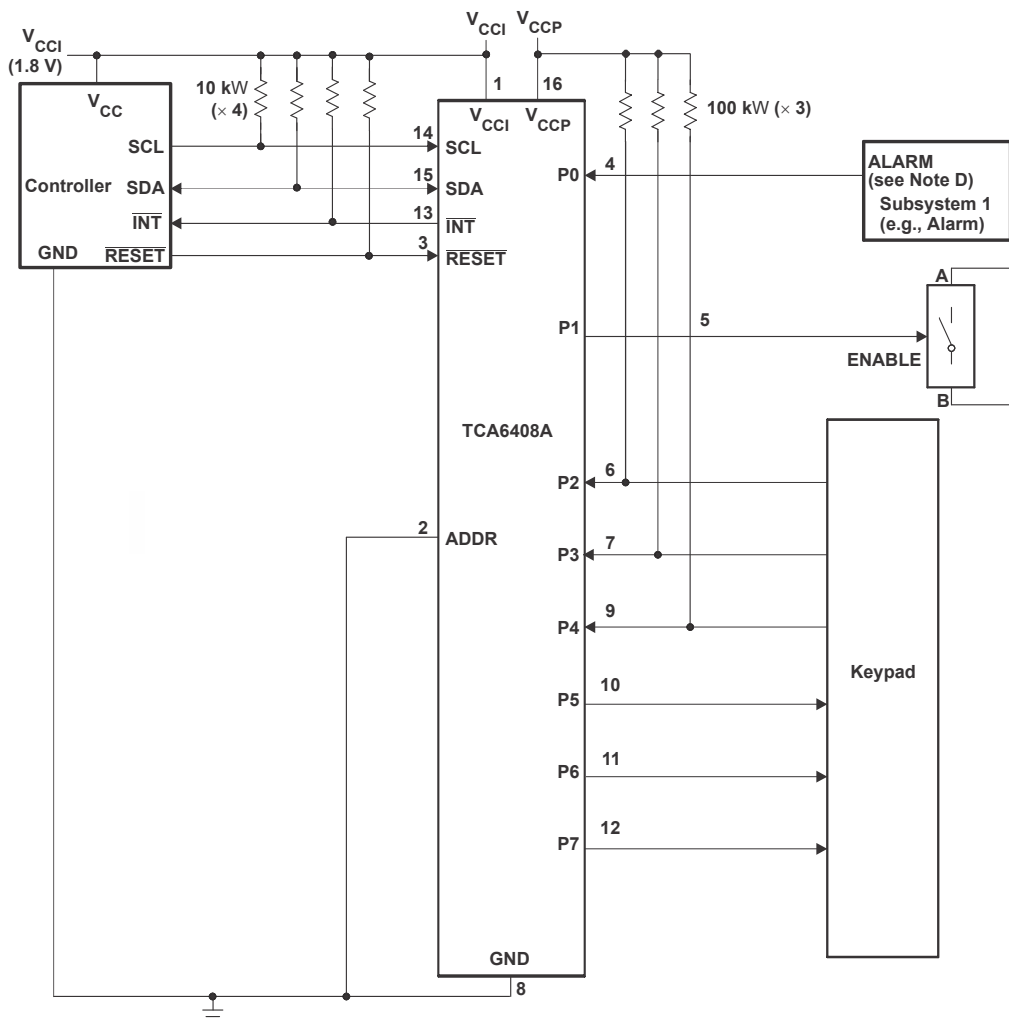 VCCI
(1.8 V)
VCC
SCL
Controller
SDA
INT
GND
RESET
10 kW
(× 4)
VCCI
VCCP
1
16
VCCI
VCCP
100 kW (× 3)
14
SCL
15
SDA
13
INT
3
RESET
P0
4
ALARM
(see Note D)
Subsystem 1
(e.g., Alarm)
P1
5
A
ENABLE
B
TCA6408A
P2
6
2
ADDR
P3
7
P4
9
Keypad
P5
10
P6
11
P7
12
GND
8